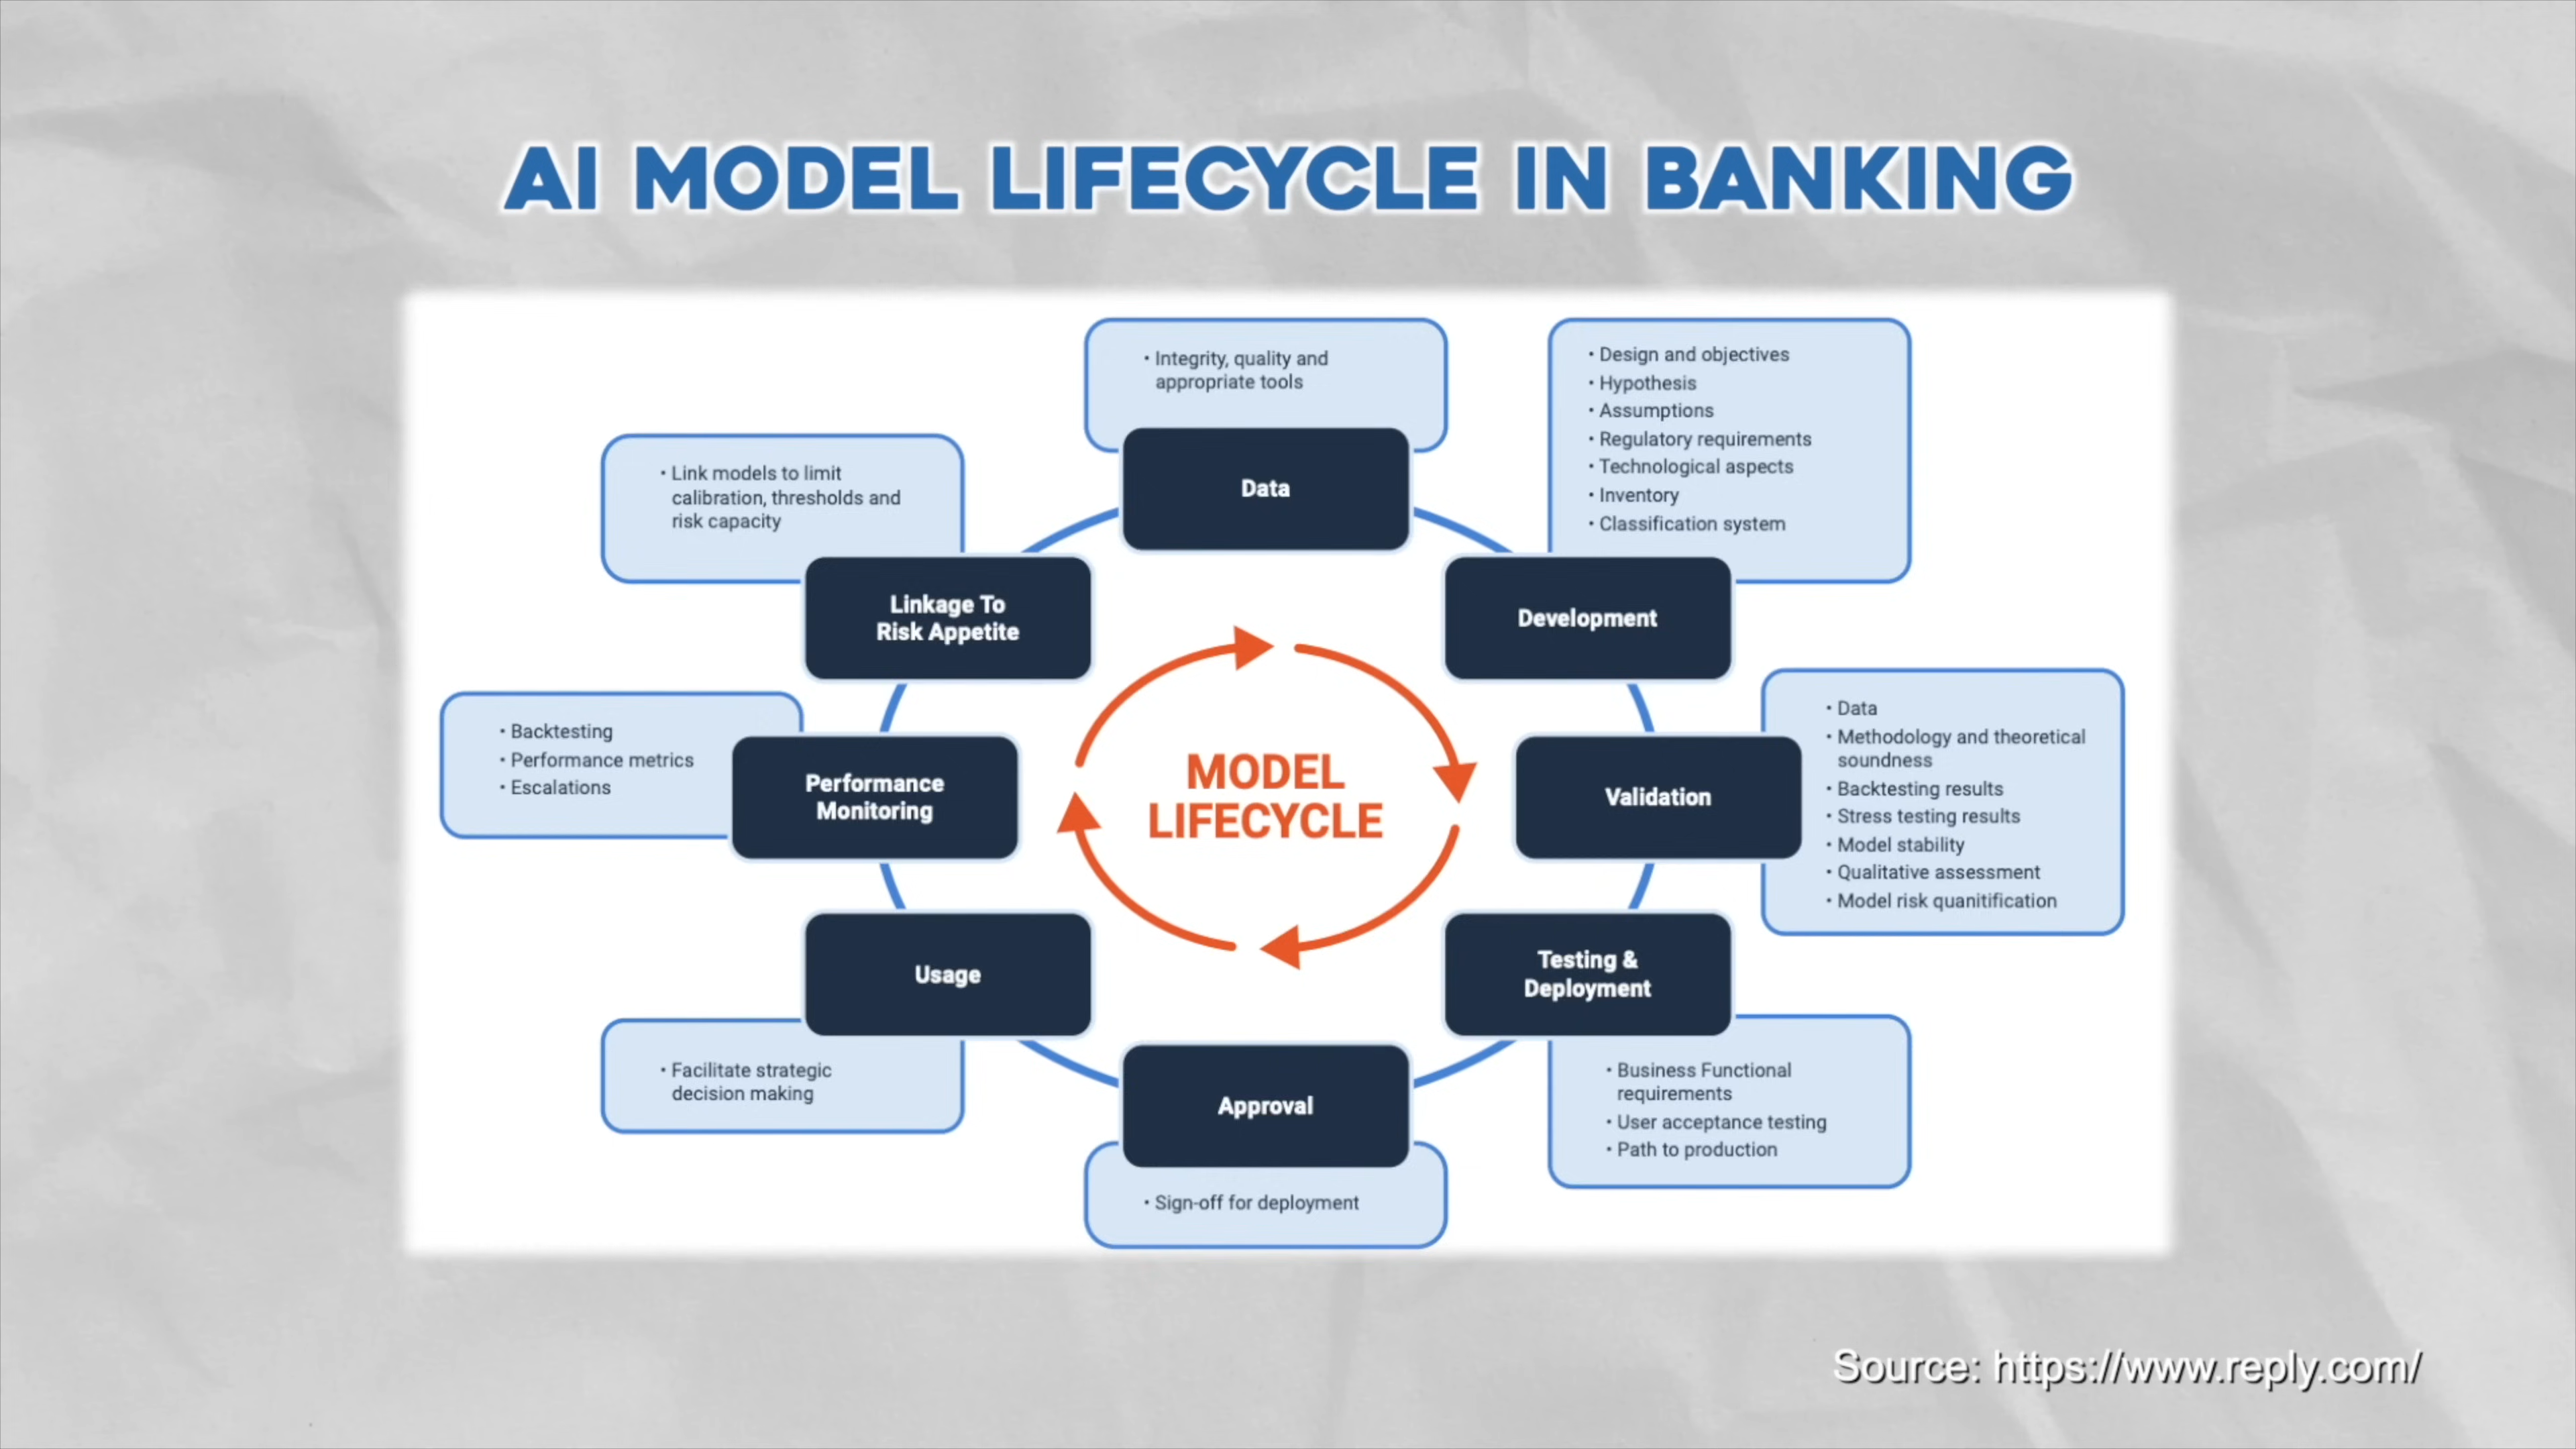 AI MODEL LIFECYCLE IN BANKING
• Integrity, quality and
appropriate tools
Data
• Design and objectives
• Hypothesis
• Assumptions
• Regulatory requirements
• Technological aspects
• Inventory
• Classification system
Development
• Data
• Methodology and theoretical
soundness
• Backtesting results
• Stress testing results
• Model stability
• Qualitative assessment
• Model risk quanitification
Validation
Testing &
Deployment
• Business Functional
requirements
• User acceptance testing
• Path to production
Approval
• Sign-off for deployment
Usage
• Facilitate strategic
decision making
• Backtesting
• Performance metrics
• Escalations
Performance
Monitoring
• Link models to limit
calibration, thresholds and
risk capacity
Linkage To
Risk Appetite
MODEL
LIFECYCLE
Source: https://www.reply.com/